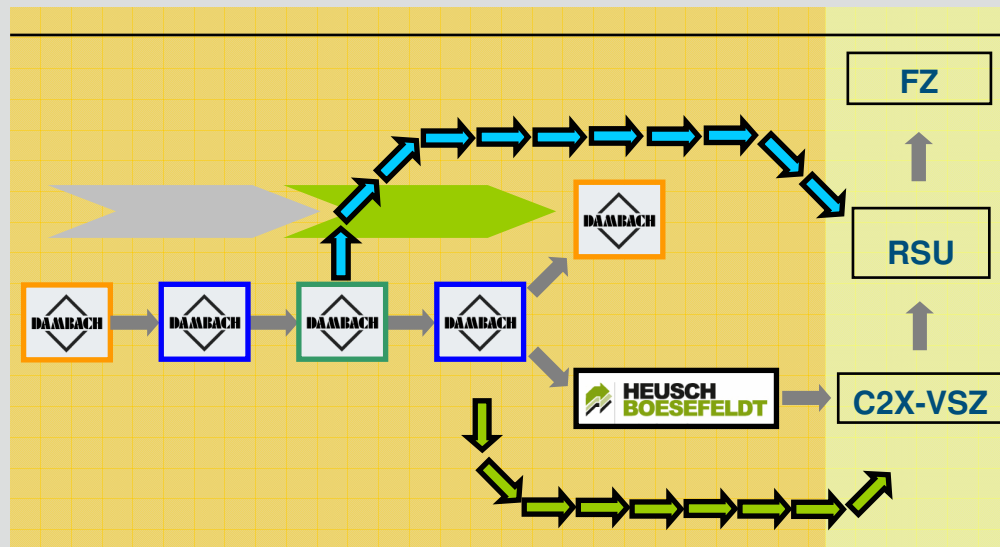 FZ
DAMBACH
RSU
DAMBACH
DAMBACH
DAMBACH
DAMBACH
HEUSCH
BOESEFELDT
C2X-VSZ